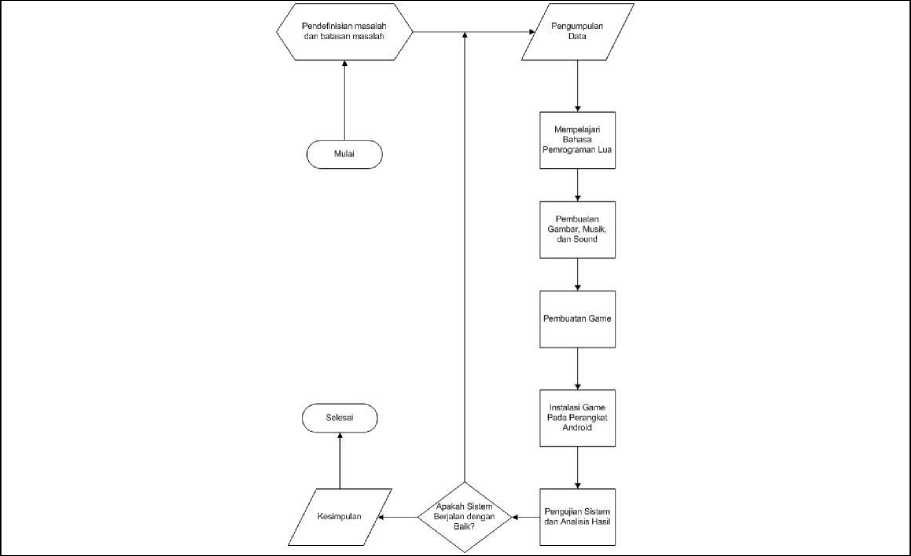 Pendefinisian masalah
dan batasan masalah
Pengumpulan
Data
Mulai
Mempelajari
Bahasa
Pemrograman Lua
Pembuatan
Gambar, Musik,
dan Sound
Pembuatan Game
Instalasi Game
Pada Perangkat
Android
Selesai
Kesimpulan
Apakah Sistem
Berjalan dengan
Baik?
Pengujian Sistem
dan Analisis Hasil